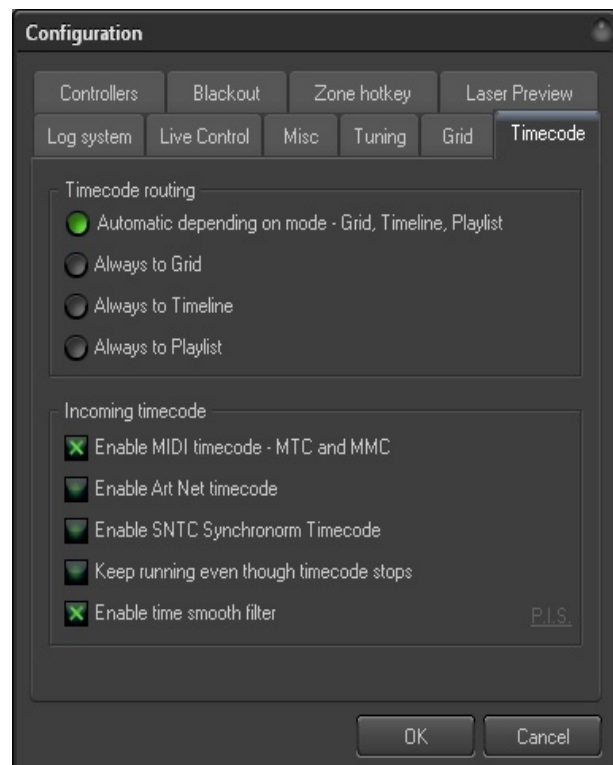 Configuration
Controllers Blackout Zone hotkey Laser Preview
Log system Live Control Misc Tuning Grid Timecode
Timecode routing
Automatic depending on mode - Grid, Timeline, Playlist
Always to Grid
Always to Timeline
Always to Playlist
Incoming timecode
Enable MIDI timecode - MTC and MMC
Enable Art Net timecode
Enable SNTC Synchronorm Timecode
Keep running even though timecode stops
Enable time smooth filter
P.I.S.
OK Cancel